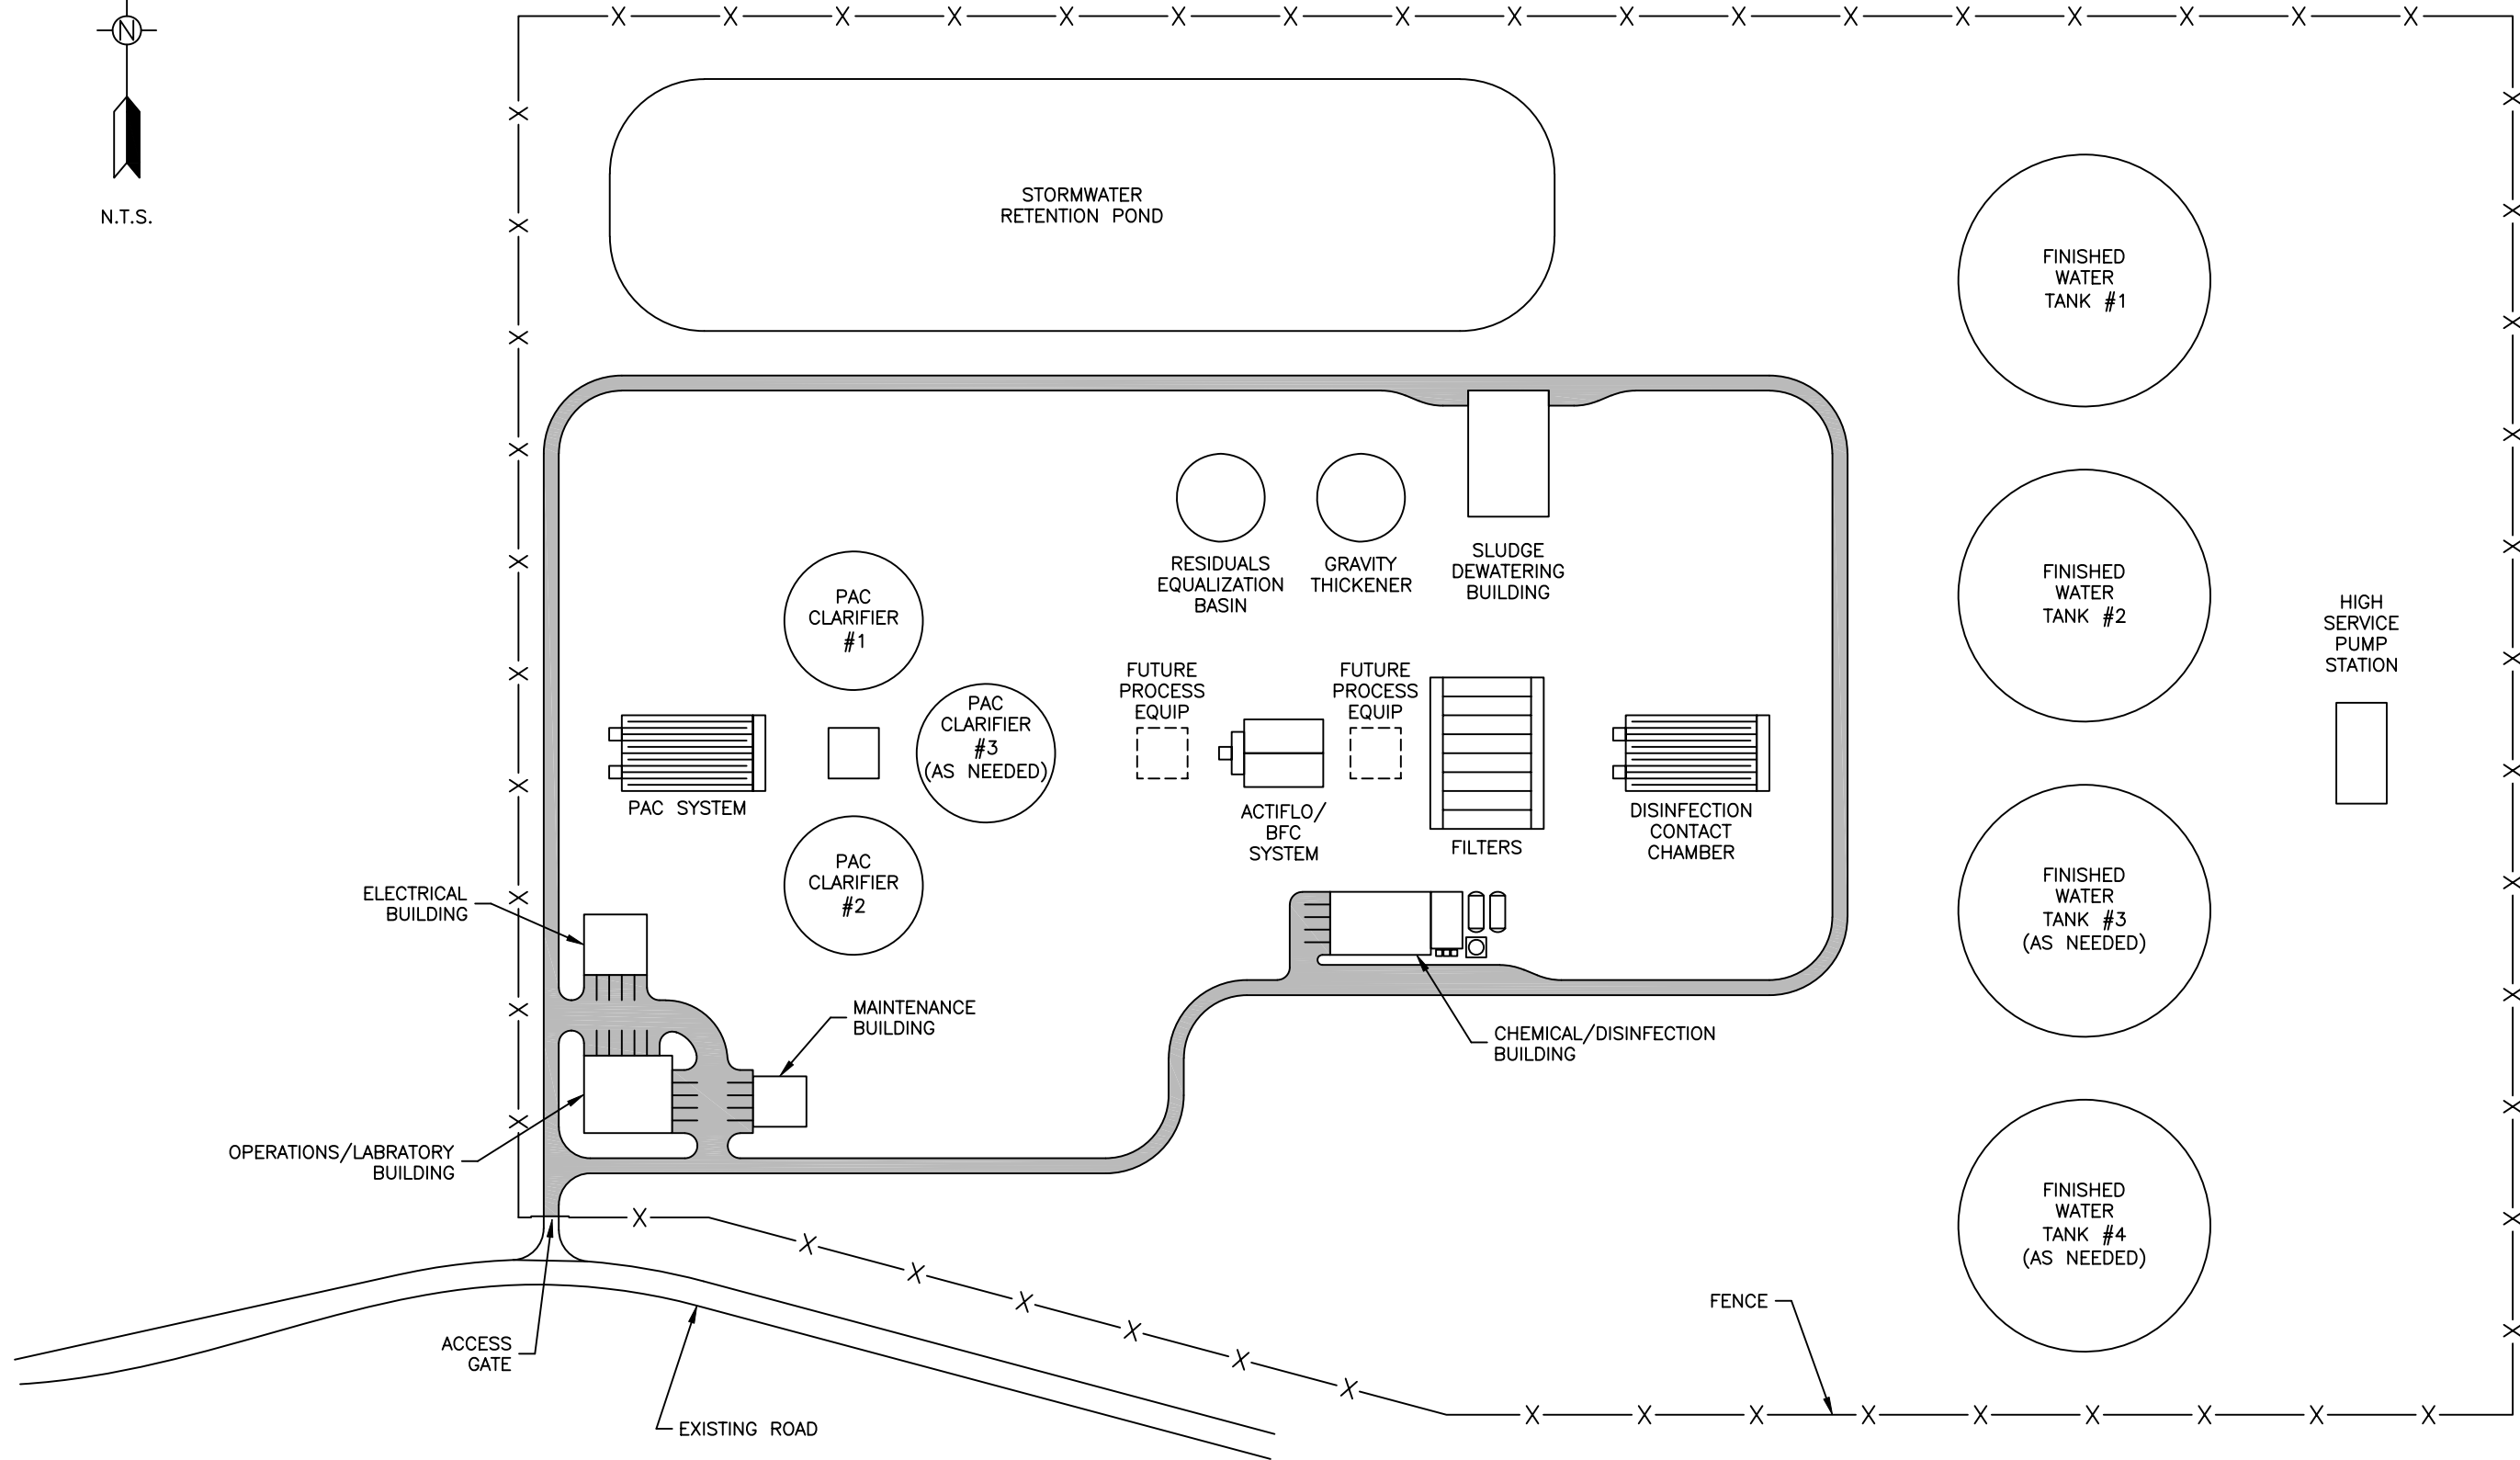 N
N.T.S.
STORMWATER
RETENTION POND
FINISHED
WATER
TANK #1
FINISHED
WATER
TANK #2
HIGH
SERVICE
PUMP
STATION
RESIDUALS
EQUALIZATION
BASIN
GRAVITY
THICKENER
SLUDGE
DEWATERING
BUILDING
PAC
CLARIFIER
#1
PAC
CLARIFIER
#3
(AS NEEDED)
FUTURE
PROCESS
EQUIP
FUTURE
PROCESS
EQUIP
PAC SYSTEM
ACTIFLO/
BFC
SYSTEM
FILTERS
DISINFECTION
CONTACT
CHAMBER
PAC
CLARIFIER
#2
FINISHED
WATER
TANK #3
(AS NEEDED)
ELECTRICAL
BUILDING
MAINTENANCE
BUILDING
CHEMICAL/DISINFECTION
BUILDING
OPERATIONS/LABRATORY
BUILDING
FINISHED
WATER
TANK #4
(AS NEEDED)
FENCE
ACCESS
GATE
EXISTING ROAD